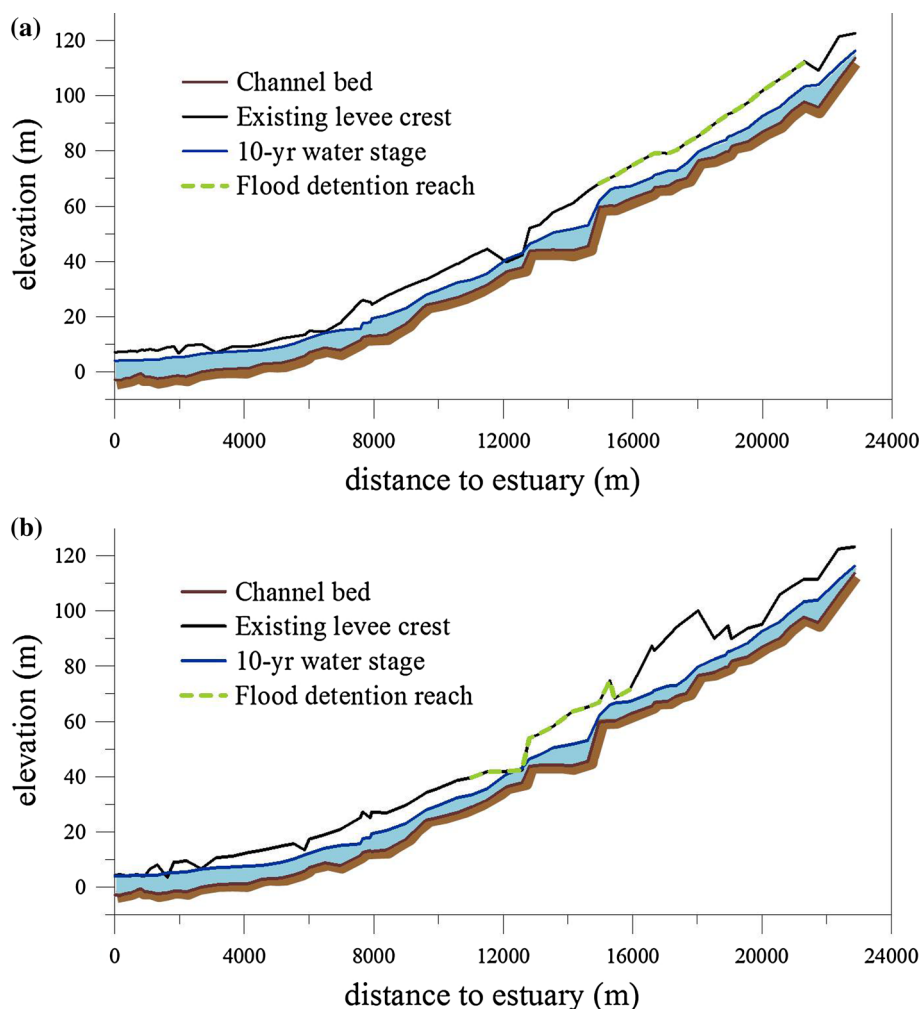 (a)
120
100
80
60
40
20
0
elevation (m)
Channel bed
Existing levee crest
10-yr water stage
Flood detention reach
0 4000 8000 12000 16000 20000 24000
distance to estuary (m)
(b)
120
100
80
60
40
20
0
elevation (m)
Channel bed
Existing levee crest
10-yr water stage
Flood detention reach
0 4000 8000 12000 16000 20000 24000
distance to estuary (m)